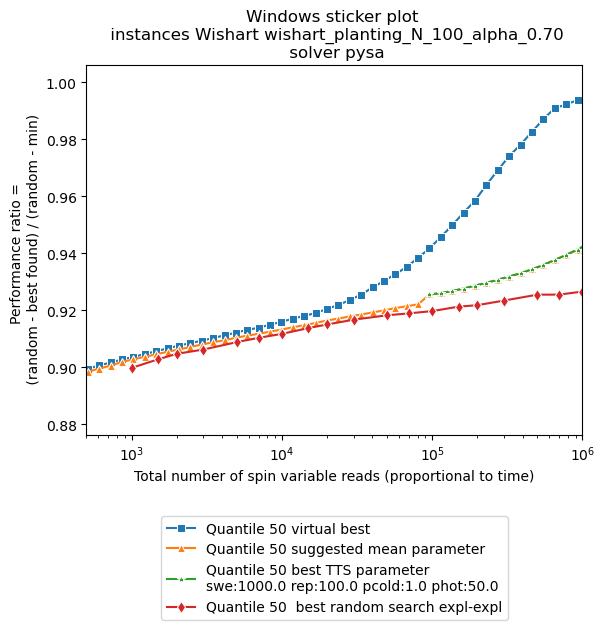 Windows sticker plot
instances Wishart wishart_planting_N_100_alpha_0.70
solver pysa
Performance ratio =
(random - best found) / (random - min)
1.00
0.98
0.96
0.94
0.92
0.90
0.88
10³
10⁴
10⁵
10⁶
Total number of spin variable reads (proportional to time)
Quantile 50 virtual best
Quantile 50 suggested mean parameter
Quantile 50 best TTS parameter
swe:1000.0 rep:100.0 pcold:1.0 phot:50.0
Quantile 50  best random search expl-expl